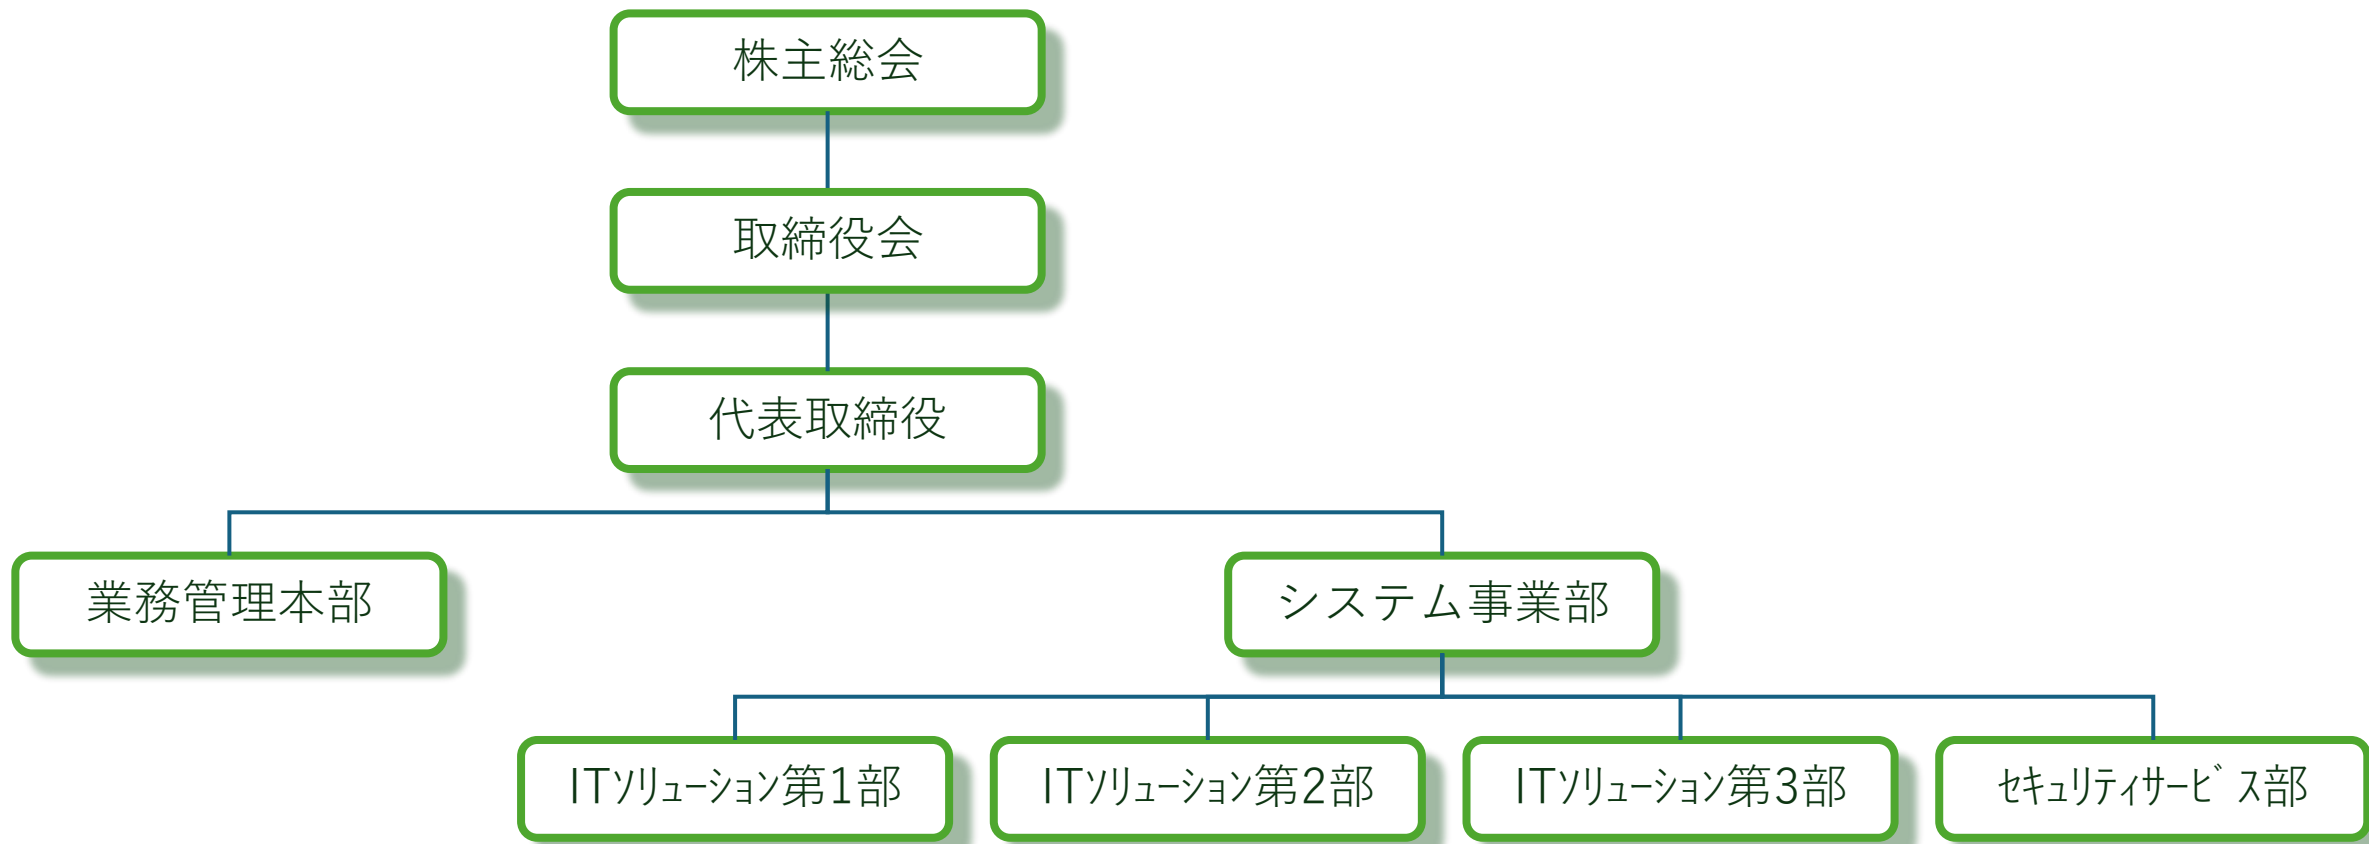 株主総会
取締役会
代表取締役
業務管理本部
システム事業部
ITｿﾘｭｰｼｮﾝ第1部
ITｿﾘｭｰｼｮﾝ第2部
ITｿﾘｭｰｼｮﾝ第3部
ｾｷｭﾘﾃｨｻｰﾋﾞｽ部